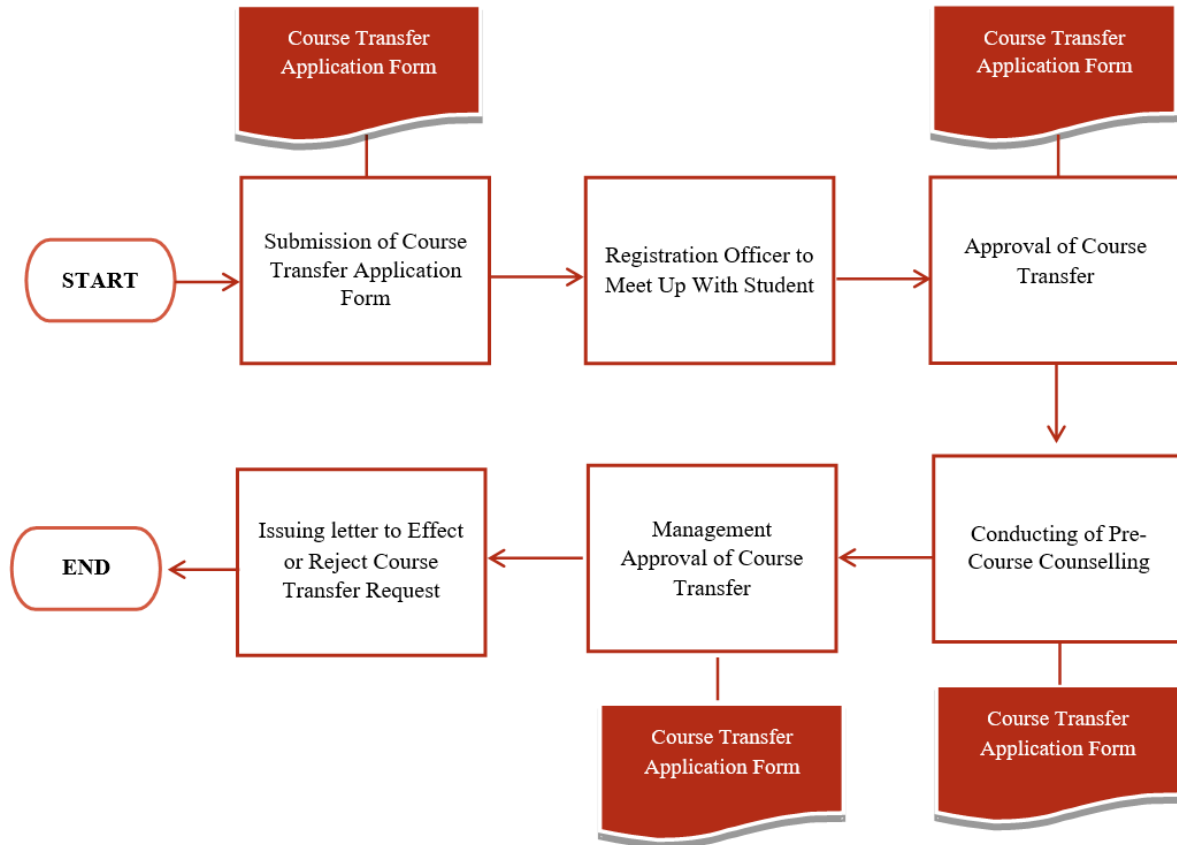 Course Transfer
Application Form
Course Transfer
Application Form
START
Submission of Course
Transfer Application
Form
Registration Officer to
Meet Up With Student
Approval of Course
Transfer
END
Issuing letter to Effect
or Reject Course
Transfer Request
Management
Approval of Course
Transfer
Conducting of Pre-
Course Counselling
Course Transfer
Application Form
Course Transfer
Application Form